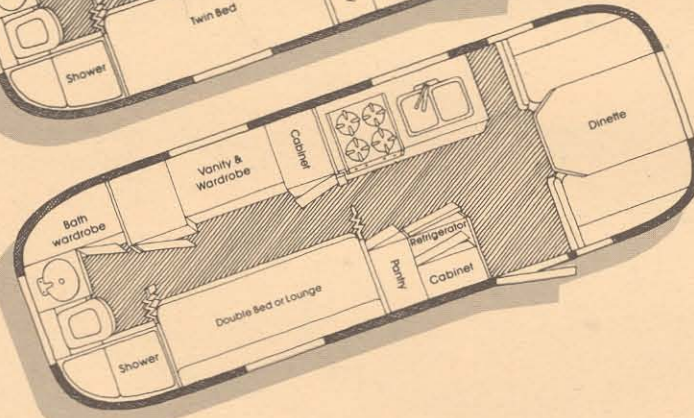 Twin Bed
Shower
Dinette
Cabinet
Vanity &
Wardrobe
Bath
wardrobe
Refrigerator
Pantry
Cabinet
Double Bed or Lounge
Shower